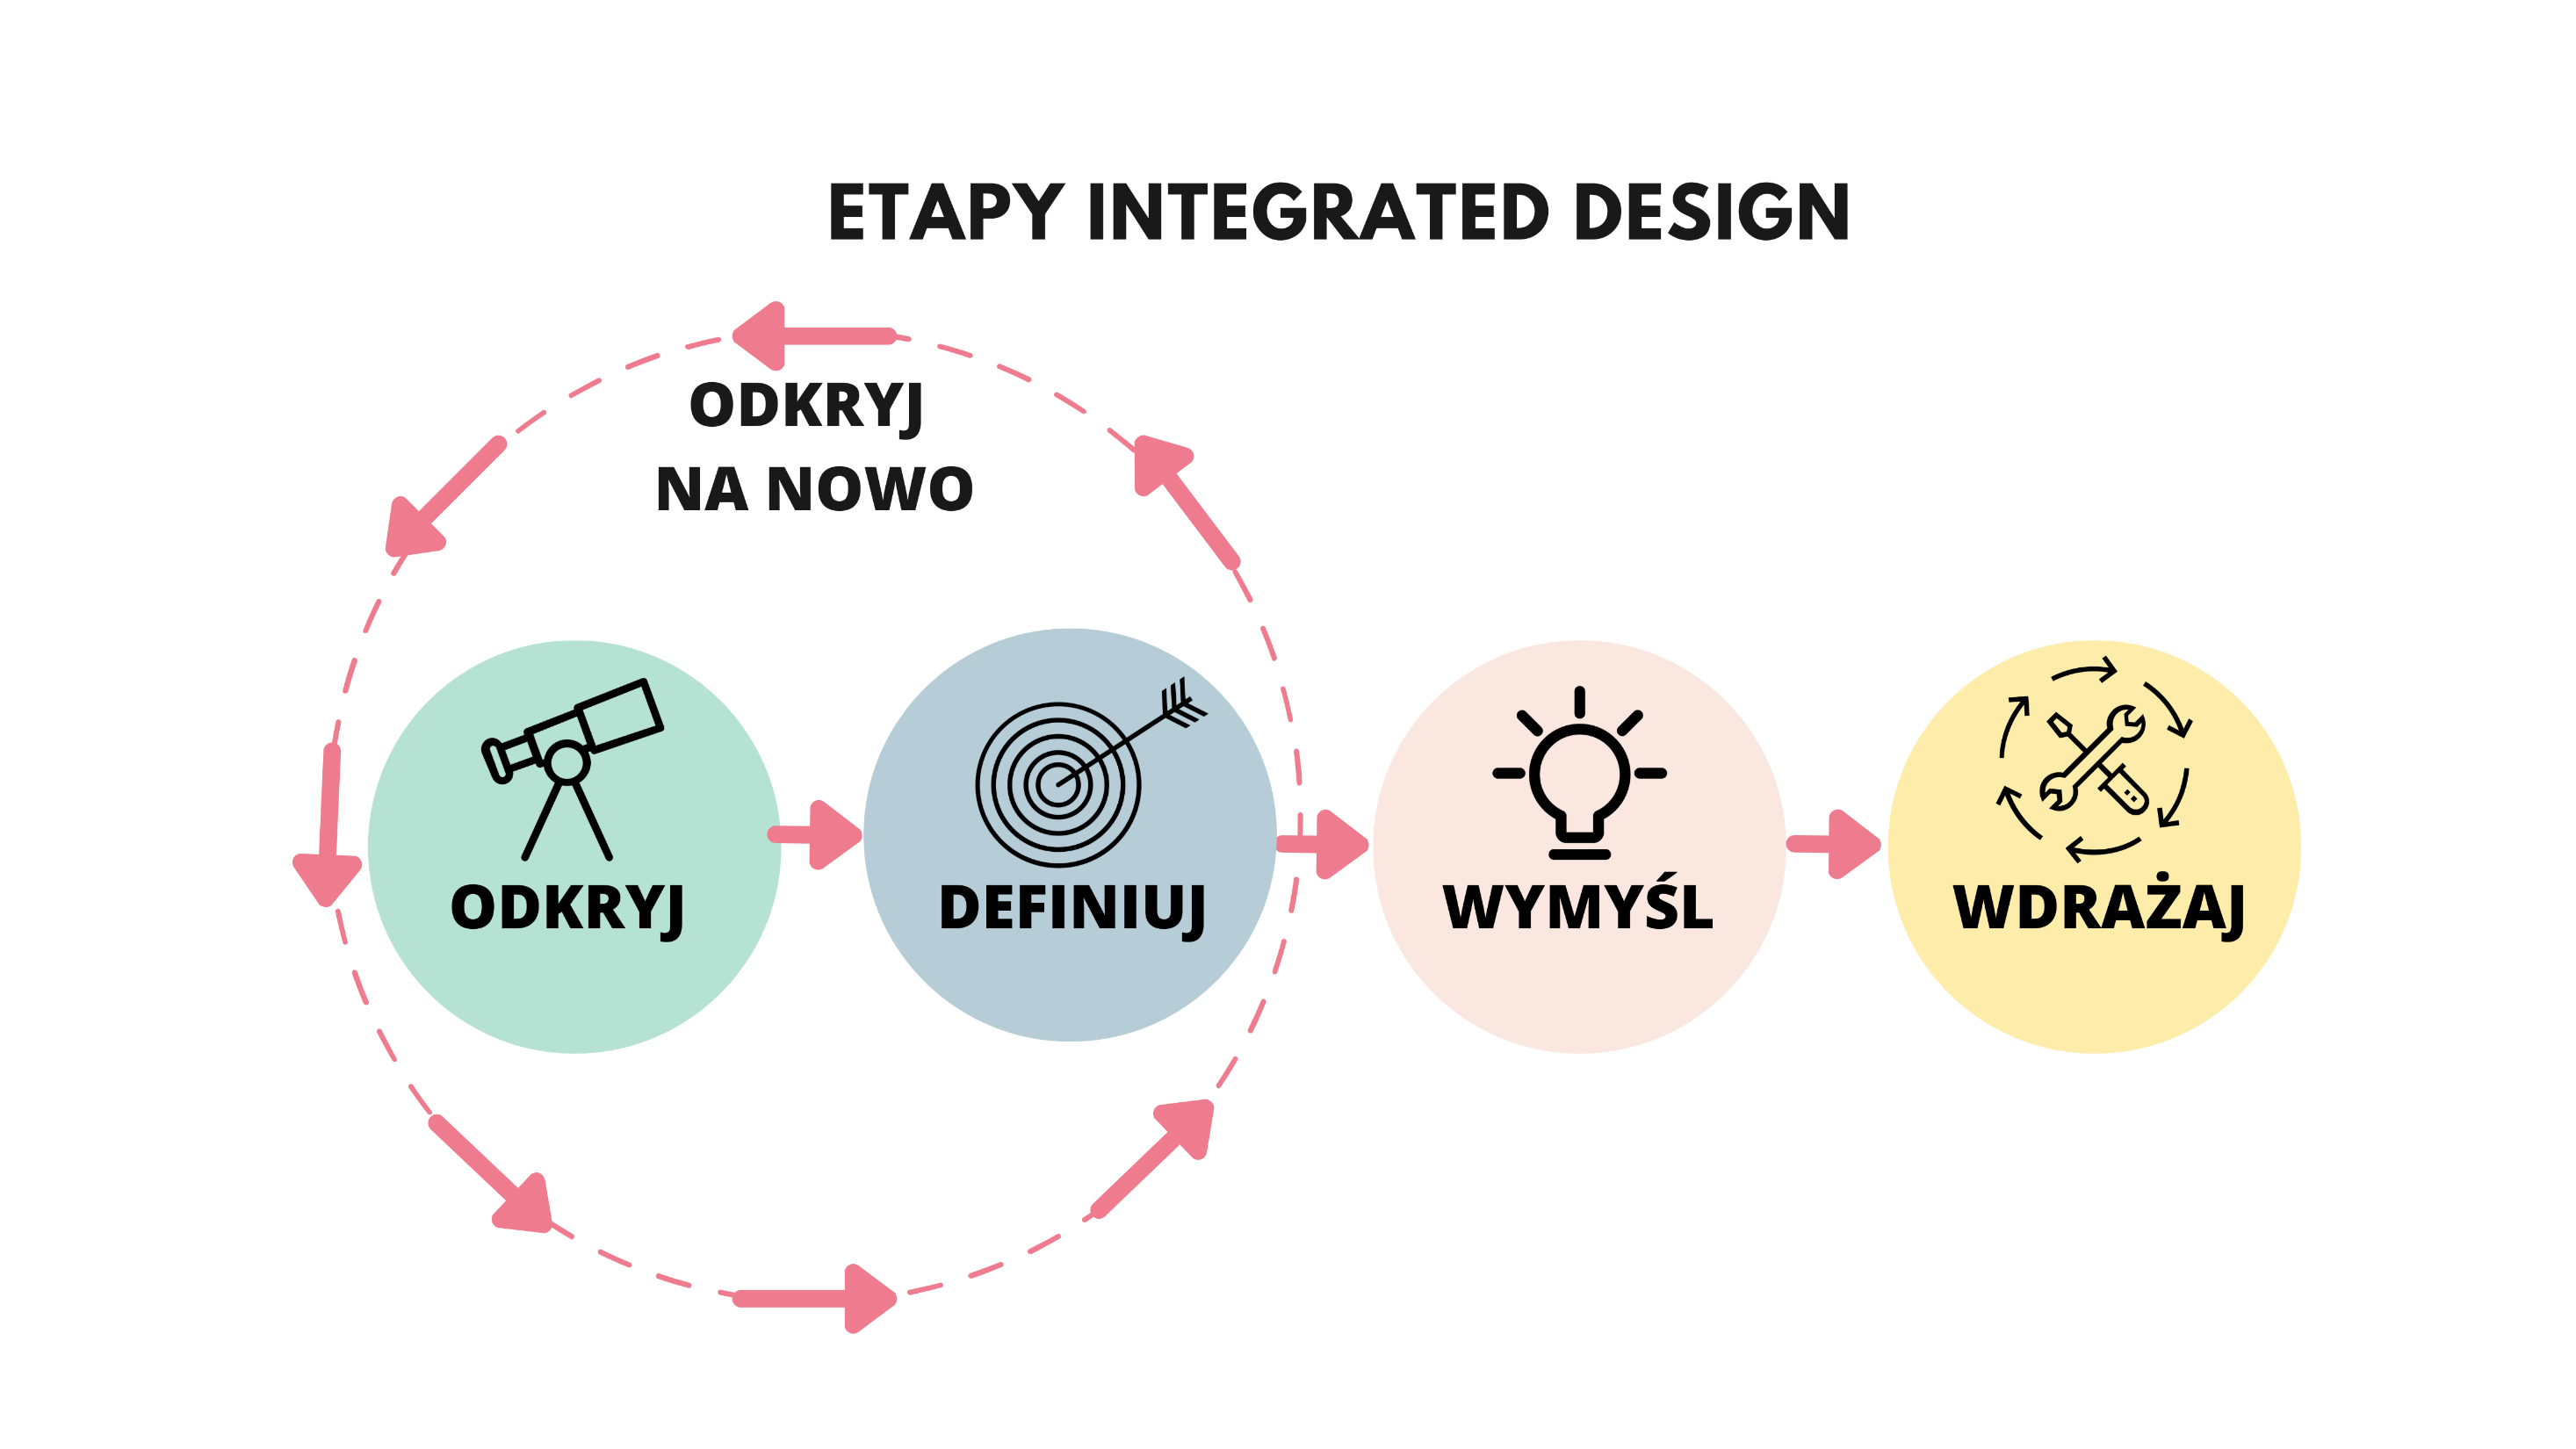 ETAPY INTEGRATED DESIGN
ODKRYJ
NA NOWO
ODKRYJ
DEFINIUJ
WYMYŚL
WDRAŻAJ